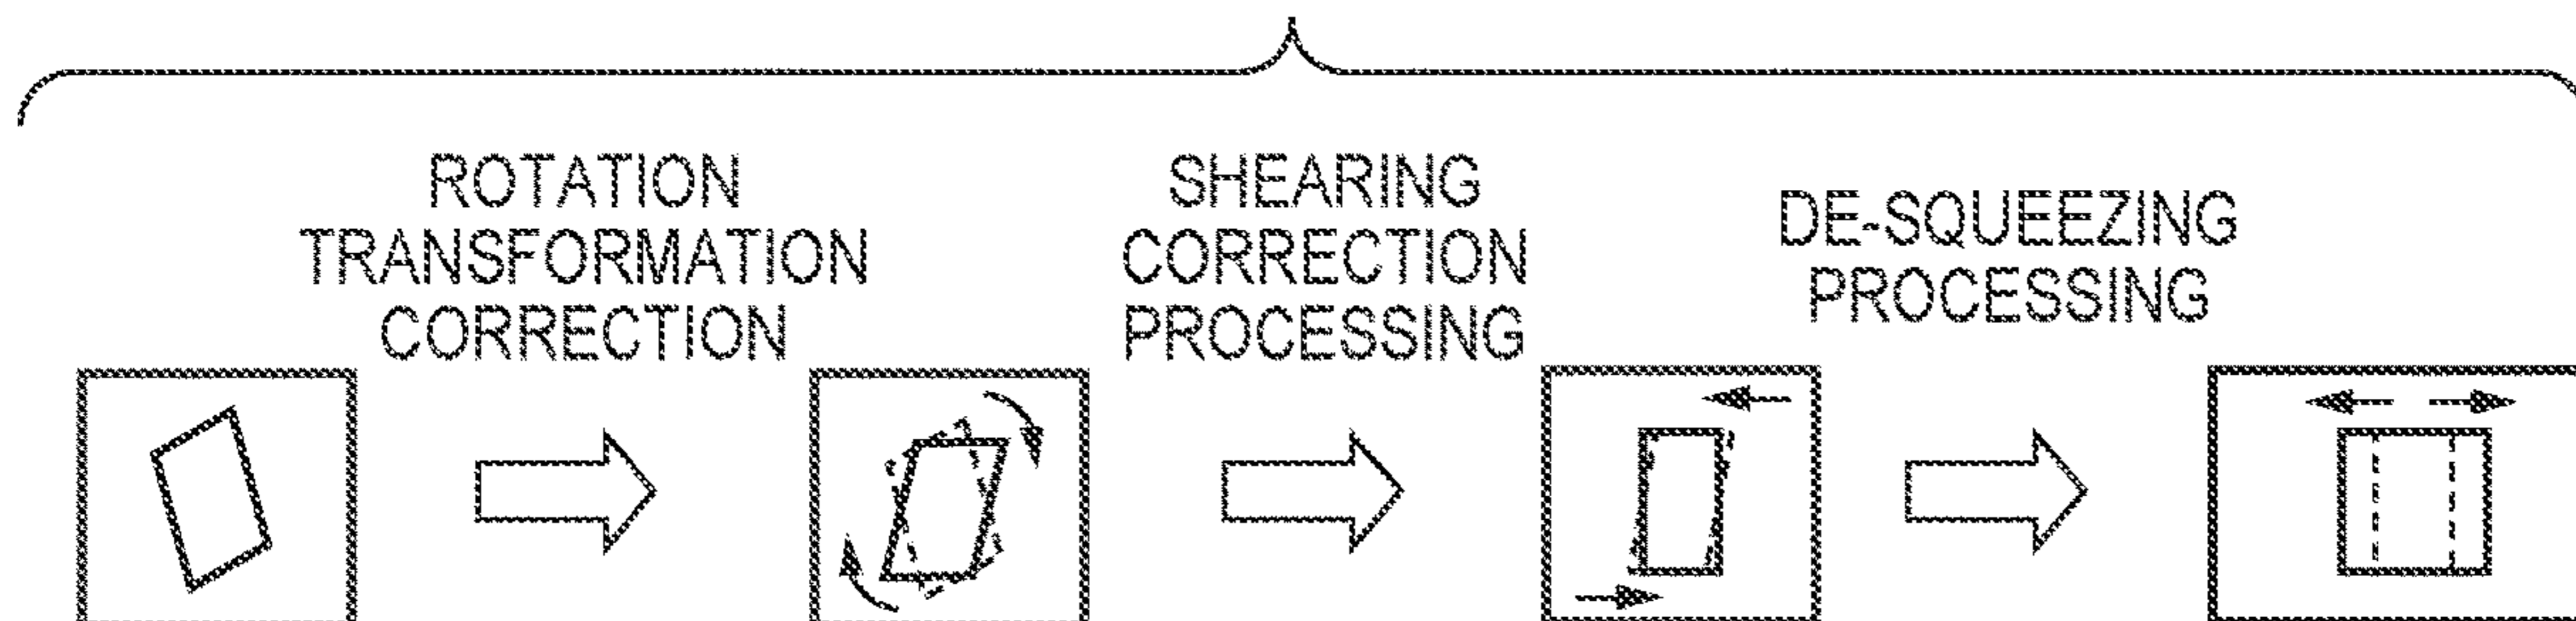 ROTATION
TRANSFORMATION
CORRECTION
SHEARING
CORRECTION
PROCESSING
DE-SQUEEZING
PROCESSING